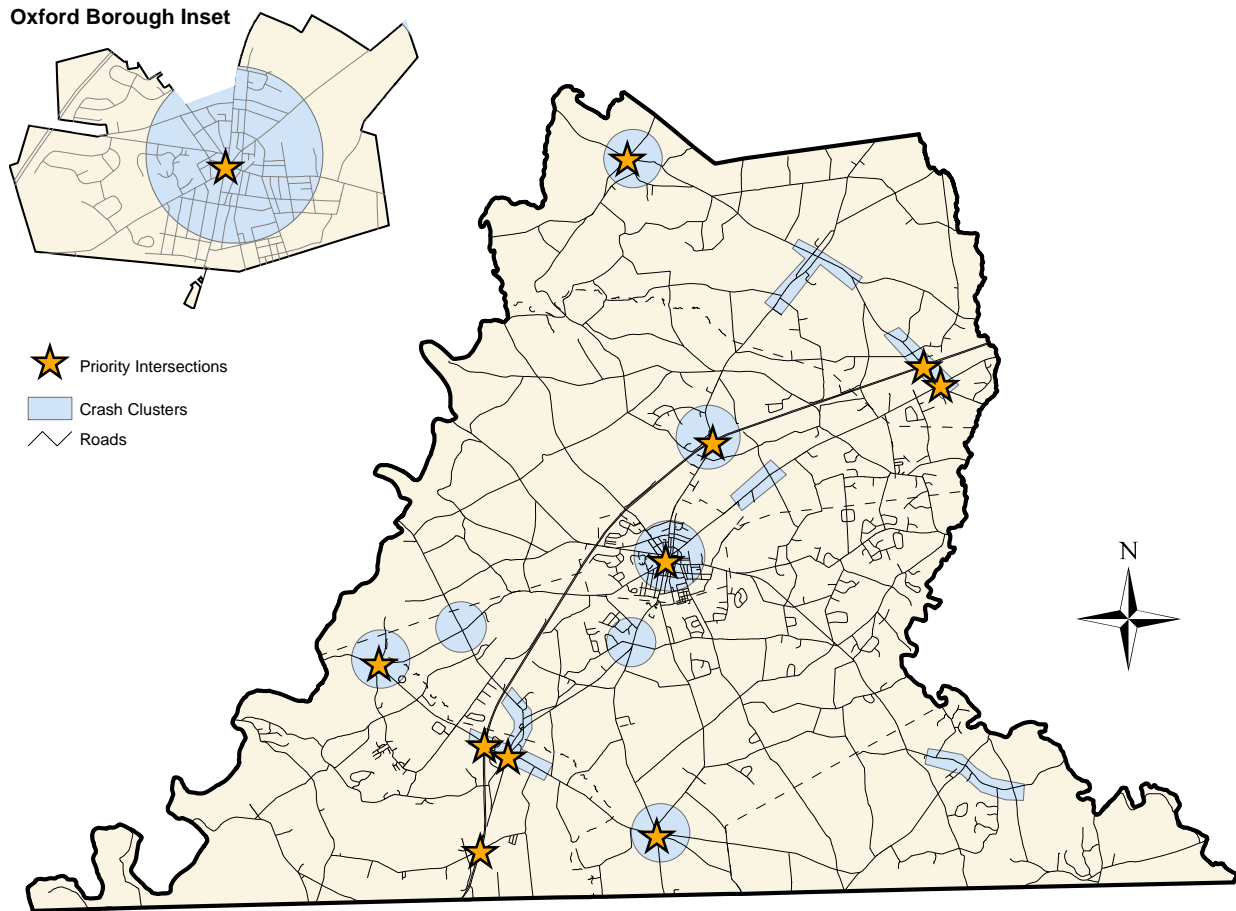 Oxford Borough Inset
Priority Intersections
Crash Clusters
Roads
N